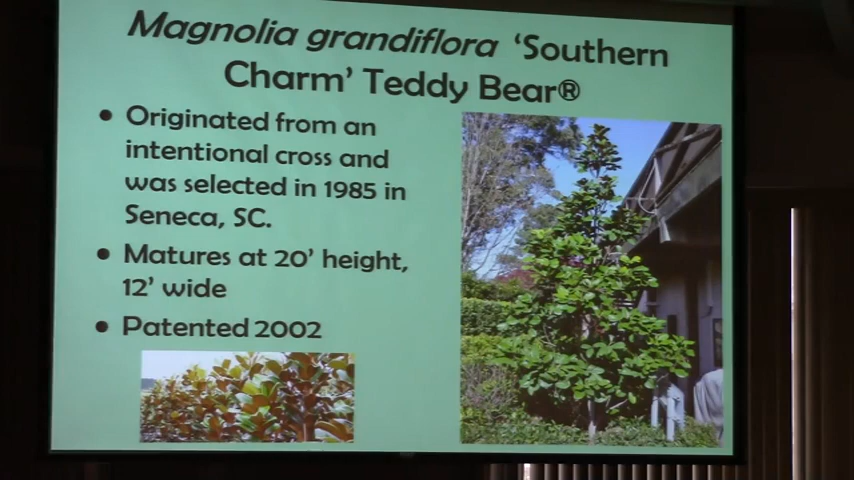 Magnolia grandiflora ‘Southern
Charm’ Teddy Bear®
• Originated from an
intentional cross and
was selected in 1985 in
Seneca, SC.
• Matures at 20’ height,
12’ wide
• Patented 2002